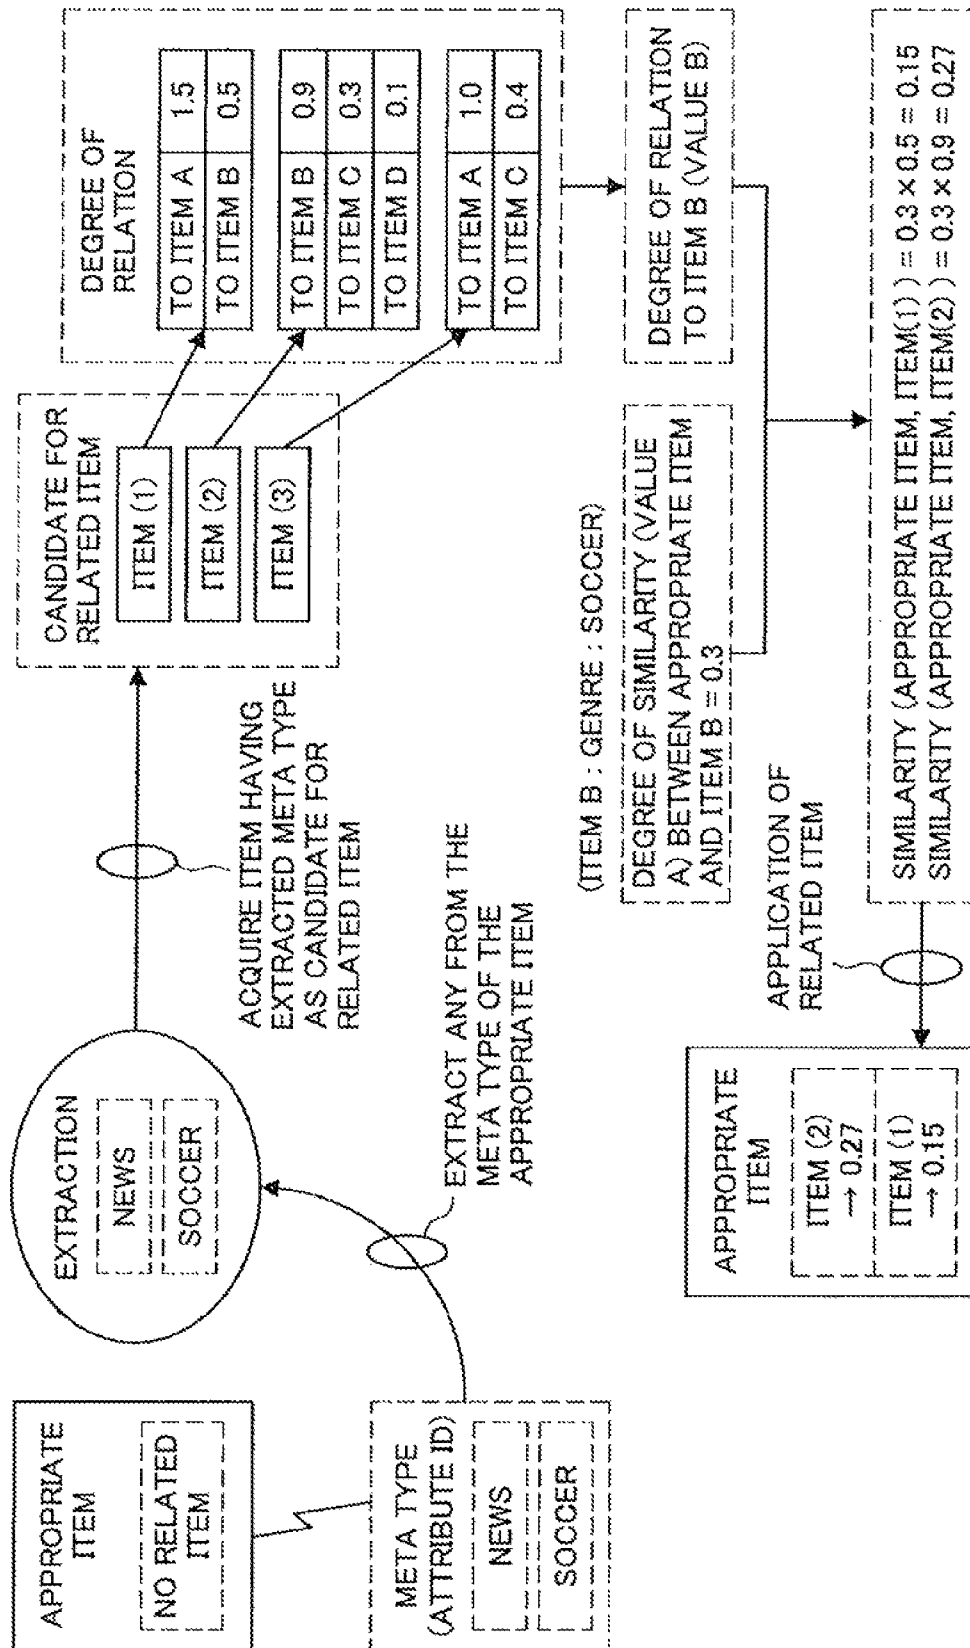 APPROPRIATE
ITEM
NO RELATED
ITEM
META TYPE
(ATTRIBUTE ID)
NEWS
SOCCER
EXTRACT ANY FROM THE
META TYPE OF THE
APPROPRIATE ITEM
EXTRACTION
NEWS
SOCCER
ACQUIRE ITEM HAVING
EXTRACTED META TYPE
AS CANDIDATE FOR
RELATED ITEM
CANDIDATE FOR
RELATED ITEM
ITEM (1)
ITEM (2)
ITEM (3)
DEGREE OF
RELATION
TO ITEM A 1.5
TO ITEM B 0.5
TO ITEM B 0.9
TO ITEM C 0.3
TO ITEM D 0.1
TO ITEM A 1.0
TO ITEM C 0.4
(ITEM B : GENRE : SOCCER)
DEGREE OF SIMILARITY (VALUE
A) BETWEEN APPROPRIATE ITEM
AND ITEM B = 0.3
DEGREE OF RELATION
TO ITEM B (VALUE B)
SIMILARITY (APPROPRIATE ITEM, ITEM(1) ) = 0.3 × 0.5 = 0.15
SIMILARITY (APPROPRIATE ITEM, ITEM(2) ) = 0.3 × 0.9 = 0.27
APPLICATION OF
RELATED ITEM
APPROPRIATE
ITEM
ITEM (2)
→ 0.27
ITEM (1)
→ 0.15